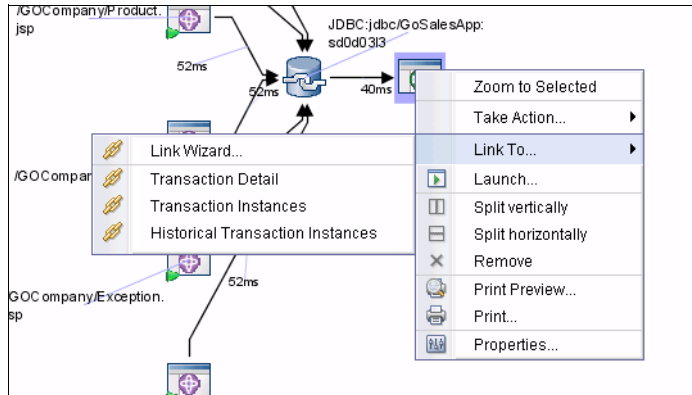 /GOCompany/Product.
jsp
JDBC:jdbc/GoSalesApp:
sd0d03l3
52ms
52ms
40ms
Zoom to Selected
Take Action...
Link To...
Launch...
Split vertically
Split horizontally
Remove
Print Preview...
Print...
Properties...
Link Wizard...
Transaction Detail
Transaction Instances
Historical Transaction Instances
/GOCompar
52ms
GOCompany/Exception.
sp